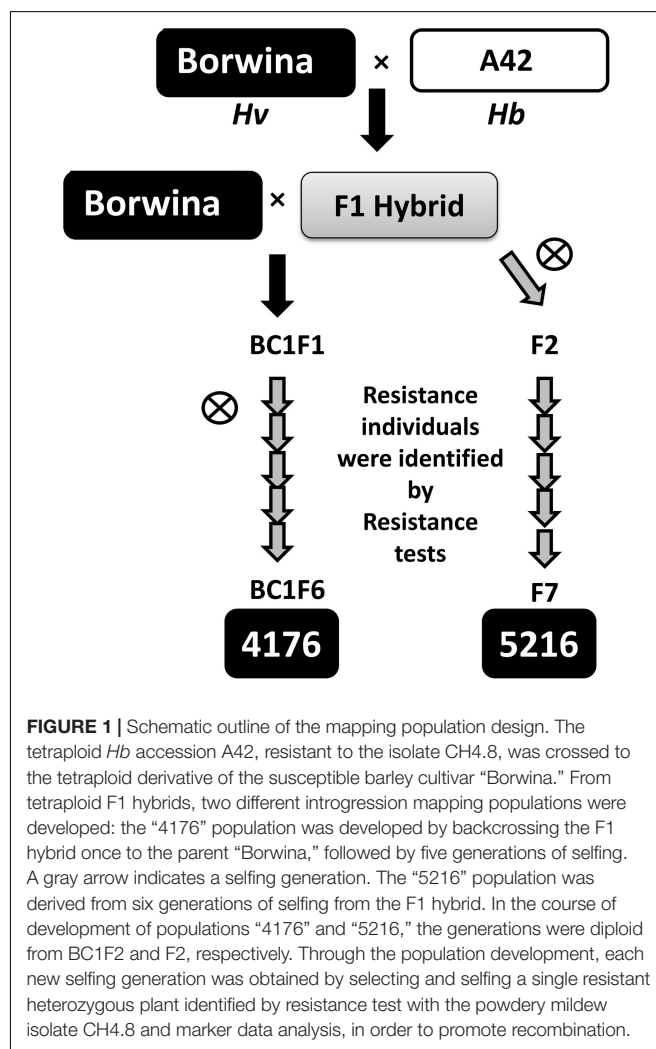 Borwina × A42
Hv Hb
Borwina × F1 Hybrid
BC1F1 F2
Resistance
individuals
were identified
by
Resistance
tests
BC1F6 F7
4176 5216
FIGURE 1 | Schematic outline of the mapping population design. The
tetraploid Hb accession A42, resistant to the isolate CH4.8, was crossed to
the tetraploid derivative of the susceptible barley cultivar “Borwina.” From
tetraploid F1 hybrids, two different introgression mapping populations were
developed: the “4176” population was developed by backcrossing the F1
hybrid once to the parent “Borwina,” followed by five generations of selfing.
A gray arrow indicates a selfing generation. The “5216” population was
derived from six generations of selfing from the F1 hybrid. In the course of
development of populations “4176” and “5216,” the generations were diploid
from BC1F2 and F2, respectively. Through the population development, each
new selfing generation was obtained by selecting and selfing a single resistant
heterozygous plant identified by resistance test with the powdery mildew
isolate CH4.8 and marker data analysis, in order to promote recombination.